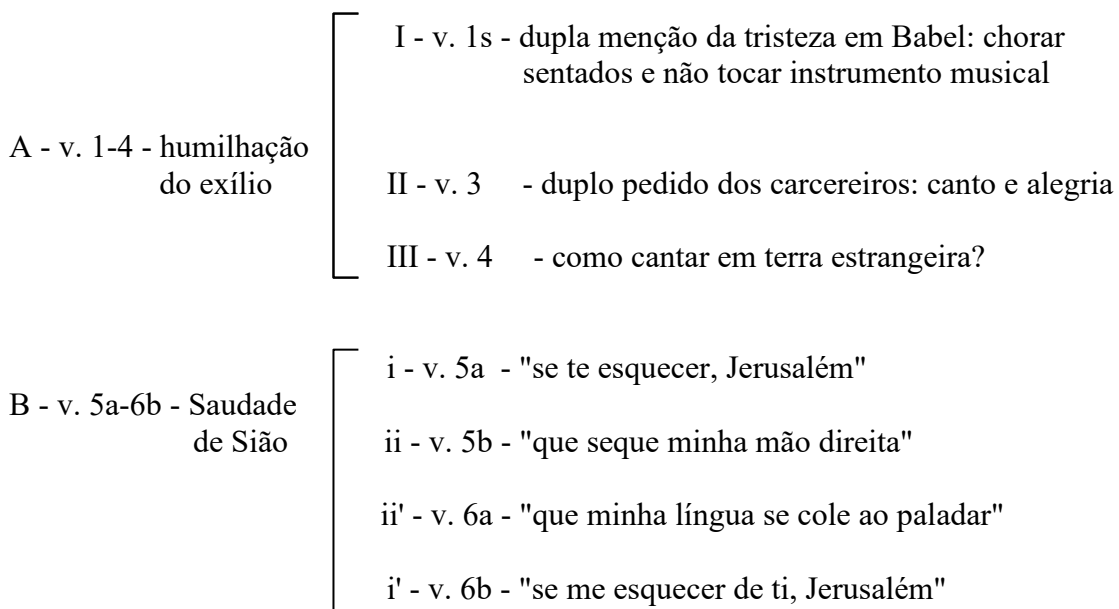 I - v. 1s - dupla menção da tristeza em Babel: chorar
sentados e não tocar instrumento musical
A - v. 1-4 - humilhação
do exílio
II - v. 3 - duplo pedido dos carcereiros: canto e alegria
III - v. 4 - como cantar em terra estrangeira?
i - v. 5a - "se te esquecer, Jerusalém"
B - v. 5a-6b - Saudade
de Sião
ii - v. 5b - "que seque minha mão direita"
ii' - v. 6a - "que minha língua se cole ao paladar"
i' - v. 6b - "se me esquecer de ti, Jerusalém"